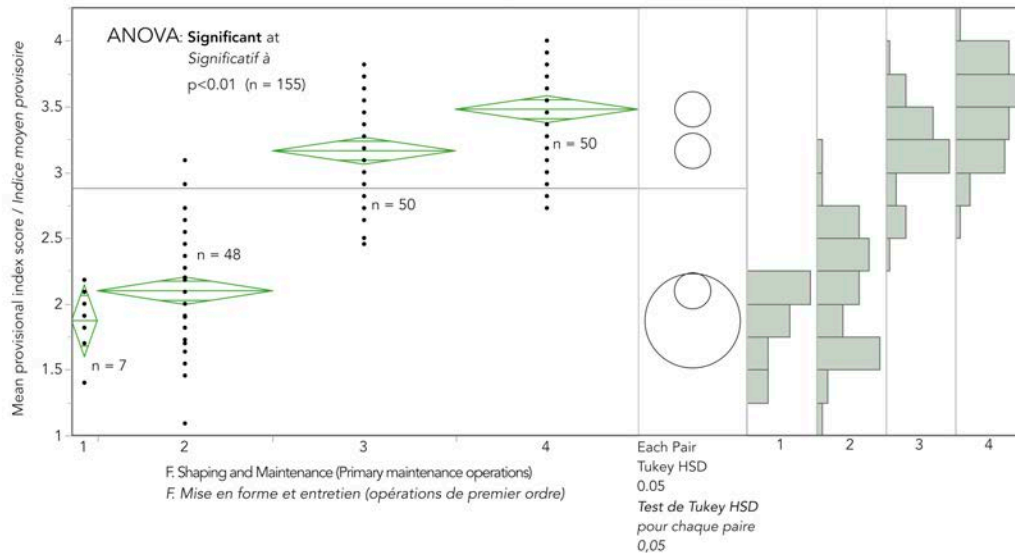 ANOVA: Significant at
Significatif à
p<0.01 (n = 155)
Mean provisional index score / Indice moyen provisoire
4
3.5
3
2.5
2
1.5
1
n = 7
n = 48
n = 50
n = 50
1
2
3
4
F. Shaping and Maintenance (Primary maintenance operations)
F. Mise en forme et entretien (opérations de premier ordre)
Each Pair
Tukey HSD
0.05
Test de Tukey HSD
pour chaque paire
0,05
1
2
3
4